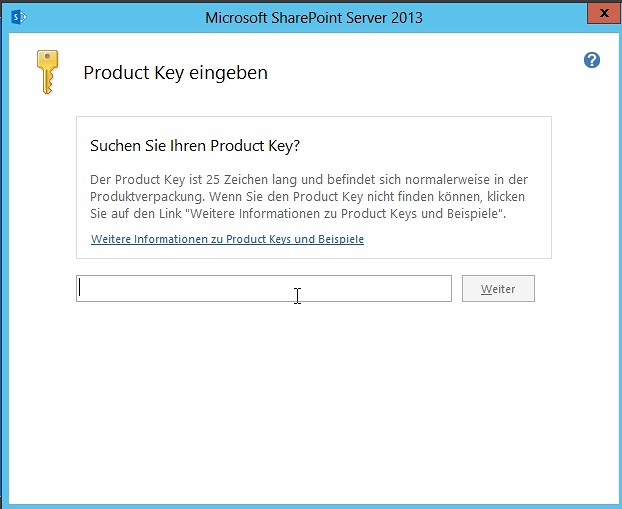 Microsoft SharePoint Server 2013
Product Key eingeben
Suchen Sie Ihren Product Key?
Der Product Key ist 25 Zeichen lang und befindet sich normalerweise in der
Produktverpackung. Wenn Sie den Product Key nicht finden können, klicken
Sie auf den Link "Weitere Informationen zu Product Keys und Beispiele".
Weitere Informationen zu Product Keys und Beispiele
Weiter